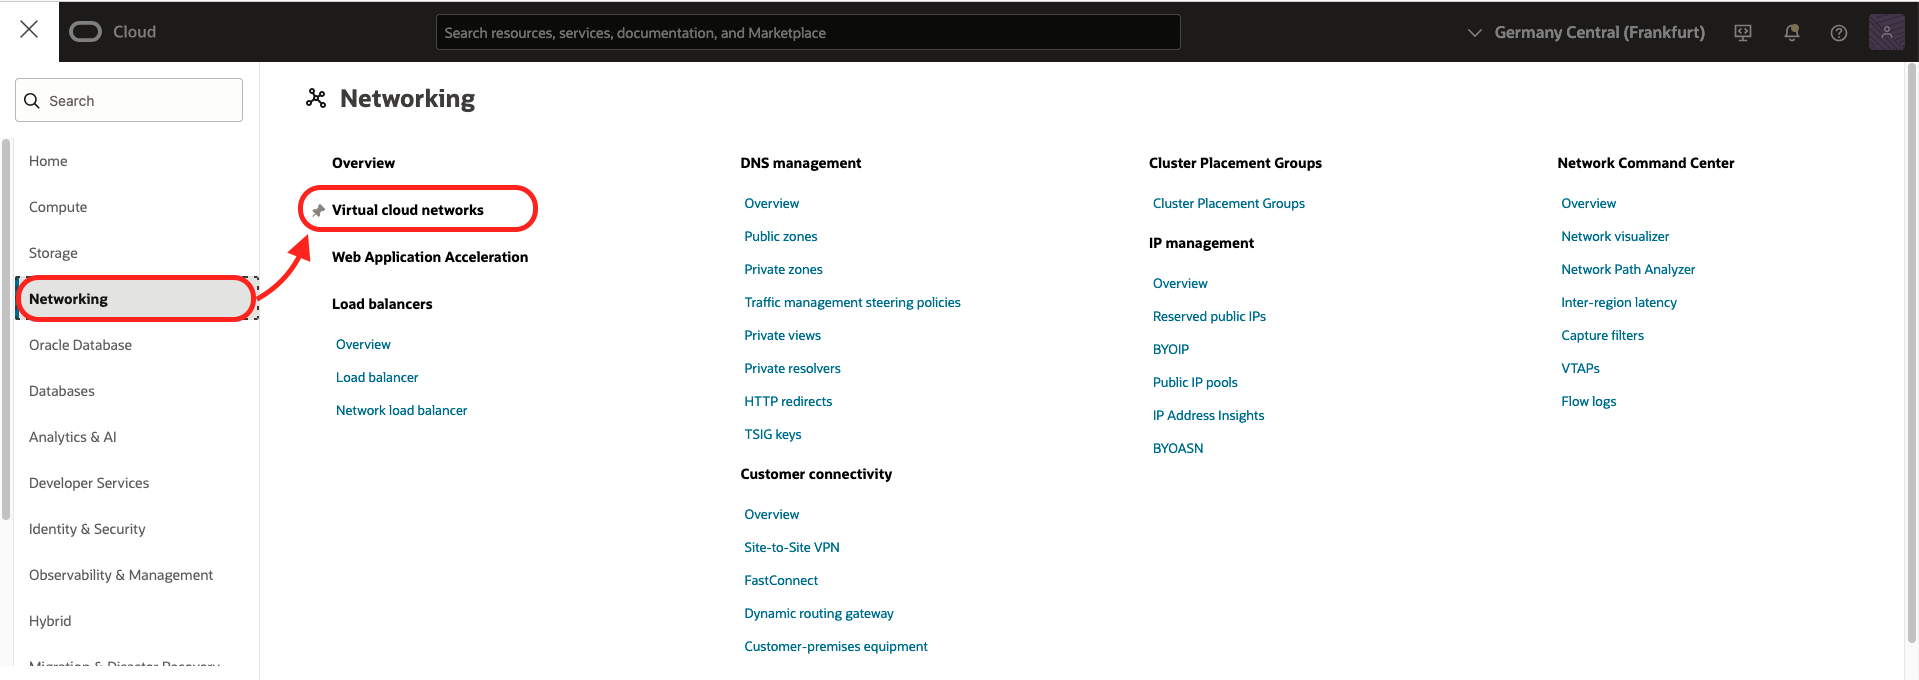 Cloud
Search resources, services, documentation, and Marketplace
Germany Central (Frankfurt)
Search
Home
Compute
Storage
Networking
Oracle Database
Databases
Analytics & AI
Developer Services
Identity & Security
Observability & Management
Hybrid
Migration & Disaster Recovery
Networking
Overview
Virtual cloud networks
Web Application Acceleration
Load balancers
Overview
Load balancer
Network load balancer
DNS management
Overview
Public zones
Private zones
Traffic management steering policies
Private views
Private resolvers
HTTP redirects
TSIG keys
Customer connectivity
Overview
Site-to-Site VPN
FastConnect
Dynamic routing gateway
Customer-premises equipment
Cluster Placement Groups
Cluster Placement Groups
IP management
Overview
Reserved public IPs
BYOIP
Public IP pools
IP Address Insights
BYOASN
Network Command Center
Overview
Network visualizer
Network Path Analyzer
Inter-region latency
Capture filters
VTAPs
Flow logs